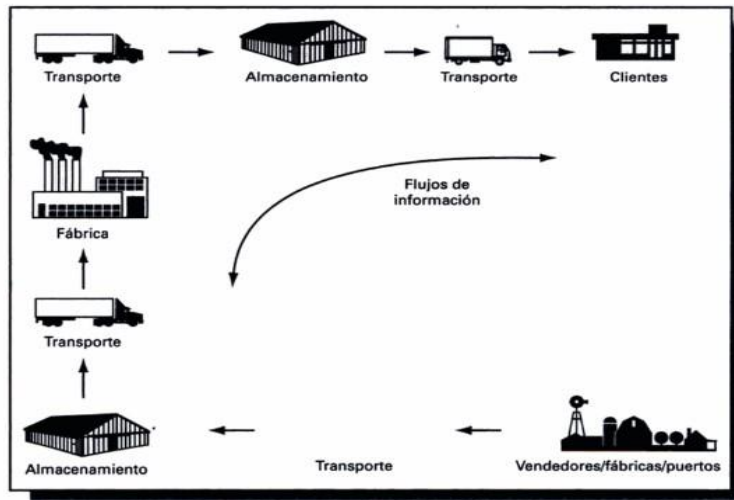 Transporte
Almacenamiento
Transporte
Clientes
Flujos de
información
Fábrica
Transporte
Almacenamiento
Transporte
Vendedores/fábricas/puertos